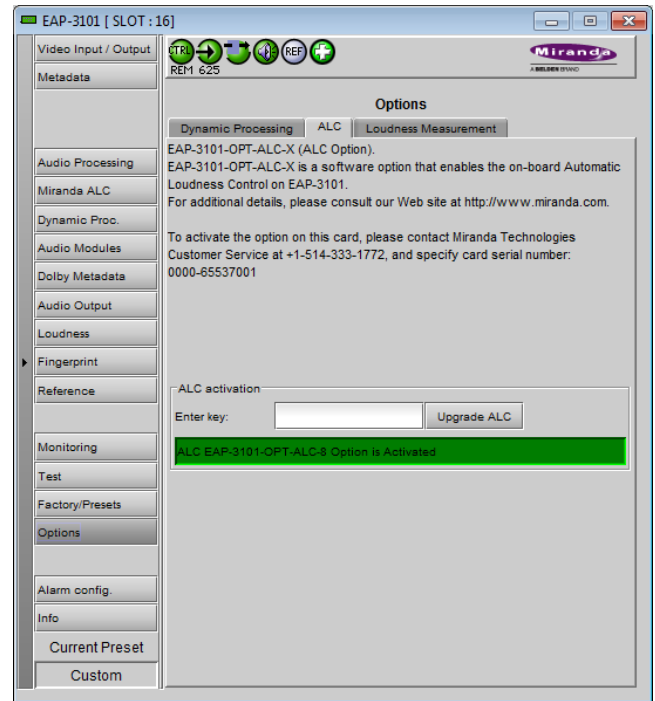 EAP-3101 [ SLOT : 16]
Video Input / Output
Metadata
Audio Processing
Miranda ALC
Dynamic Proc.
Audio Modules
Dolby Metadata
Audio Output
Loudness
Fingerprint
Reference
Monitoring
Test
Factory/Presets
Options
Alarm config.
Info
Current Preset
Custom
CTRL
REF
REM 625
Miranda
A BELDEN BRAND
Options
Dynamic Processing
ALC
Loudness Measurement
EAP-3101-OPT-ALC-X (ALC Option).
EAP-3101-OPT-ALC-X is a software option that enables the on-board Automatic
Loudness Control on EAP-3101.
For additional details, please consult our Web site at http://www.miranda.com.
To activate the option on this card, please contact Miranda Technologies
Customer Service at +1-514-333-1772, and specify card serial number:
0000-65537001
ALC activation
Enter key:
Upgrade ALC
ALC EAP-3101-OPT-ALC-8 Option is Activated